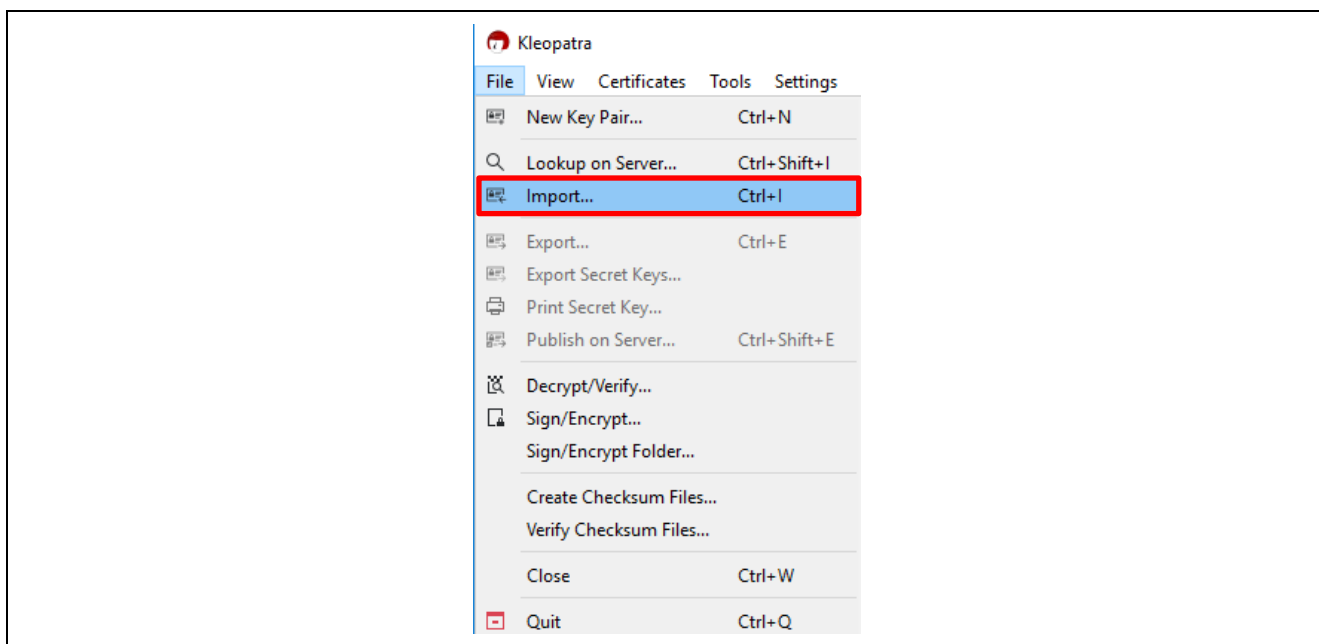 Kleopatra
File View Certificates Tools Settings
New Key Pair... Ctrl+N
Lookup on Server... Ctrl+Shift+I
Import... Ctrl+I
Export... Ctrl+E
Export Secret Keys...
Print Secret Key...
Publish on Server... Ctrl+Shift+E
Decrypt/Verify...
Sign/Encrypt...
Sign/Encrypt Folder...
Create Checksum Files...
Verify Checksum Files...
Close Ctrl+W
Quit Ctrl+Q